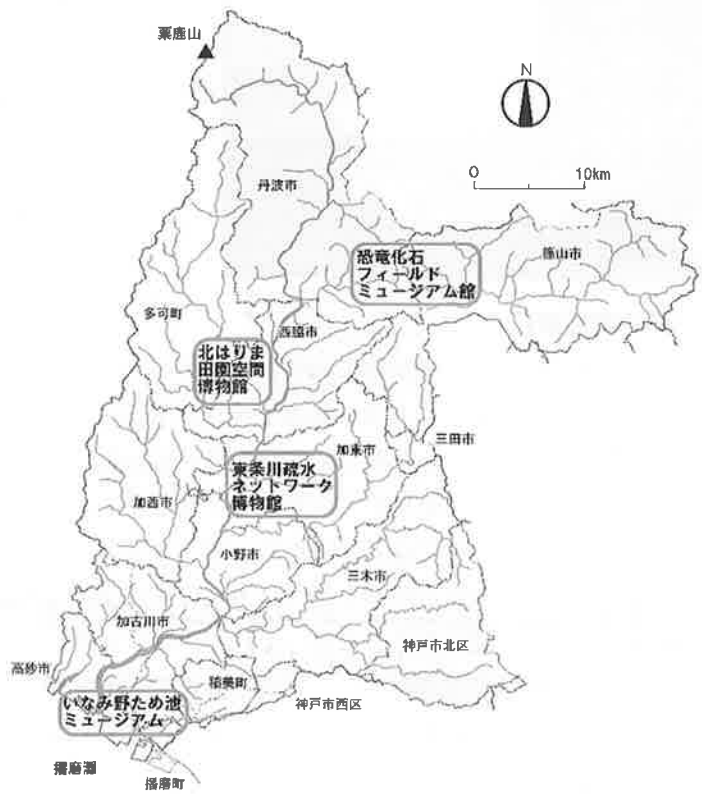 粟鹿山
N
0
10km
丹波市
篠山市
恐竜化石
フィールド
ミュージアム館
多可町
西脇市
北はりま
田園空間
博物館
加東市
三田市
東条川疏水
ネットワーク
博物館
加西市
小野市
三木市
加古川市
神戸市北区
高砂市
稲美町
いなみ野ため池
ミュージアム
神戸市西区
播磨灘
播磨町